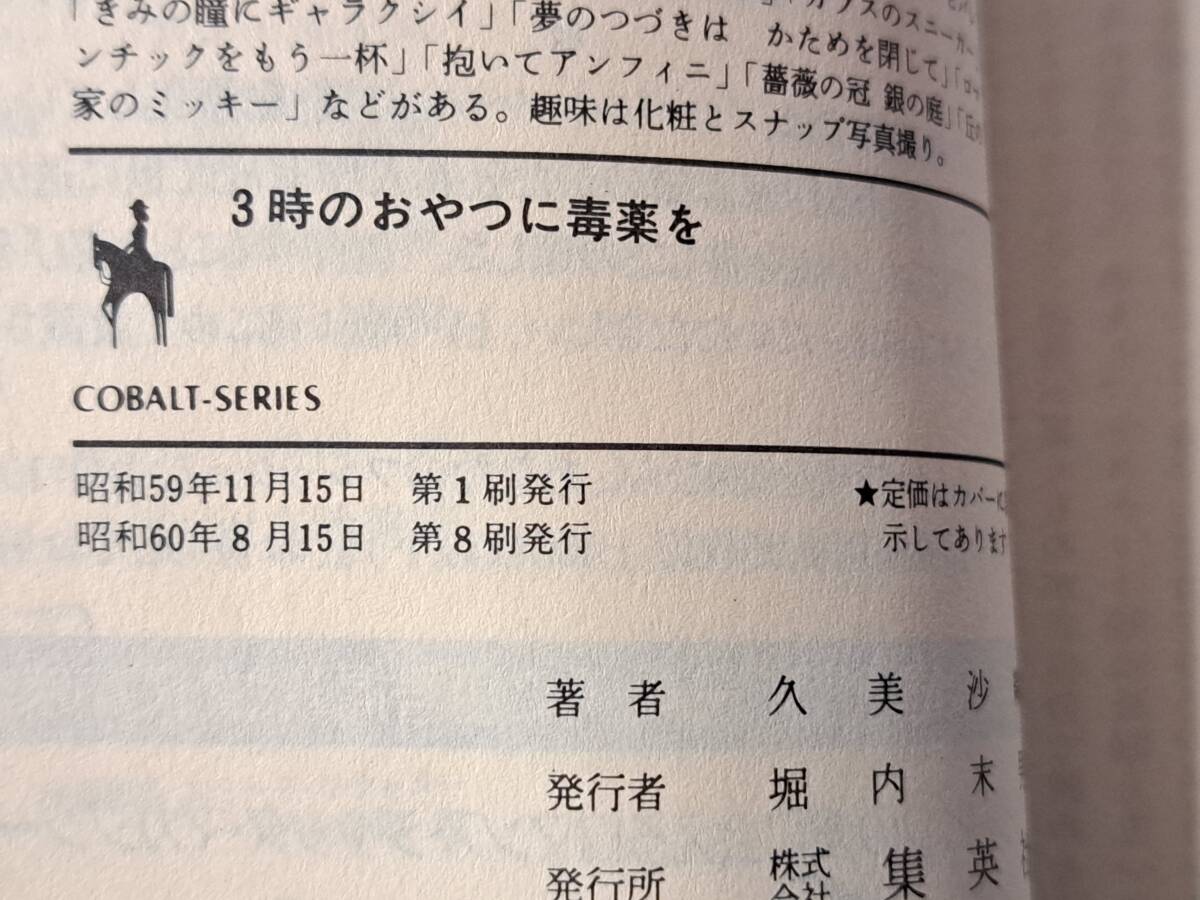 「きみの瞳にギャラクシイ」「夢のつづきは かためを閉じて」「ロー
ンチックをもう一杯」「抱いてアンフィニ」「薔薇の冠 銀の庭」「丘の
家のミッキー」などがある。趣味は化粧とスナップ写真撮り。
3時のおやつに毒薬を
COBALT-SERIES
昭和59年11月15日 第1刷発行 ★定価はカバーに
昭和60年8月15日 第8刷発行 示してあります
著者 久美沙
発行者 堀内末
発行所 株式会社 集英